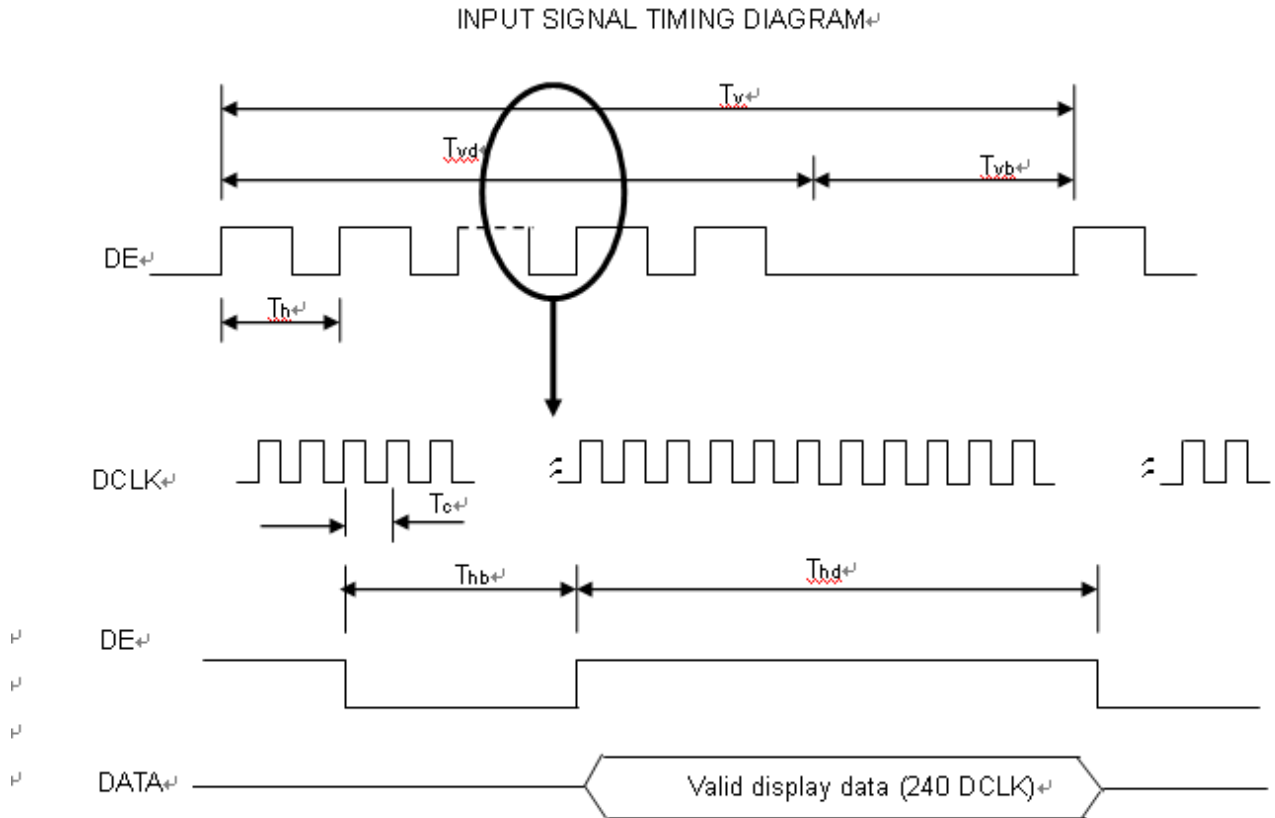 INPUT SIGNAL TIMING DIAGRAM↵
Tv↵
Tvd↵
Tvb↵
DE↵
Th↵
DCLK↵
Tc↵
Thb↵
Thd↵
↵ DE↵
↵
↵
↵ DATA↵
Valid display data (240 DCLK)↵